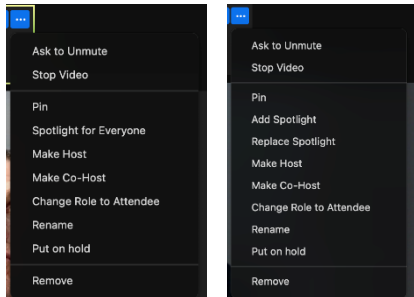 Ask to Unmute
Stop Video
Pin
Spotlight for Everyone
Make Host
Make Co-Host
Change Role to Attendee
Rename
Put on hold
Remove
Ask to Unmute
Stop Video
Pin
Add Spotlight
Replace Spotlight
Make Host
Make Co-Host
Change Role to Attendee
Rename
Put on hold
Remove